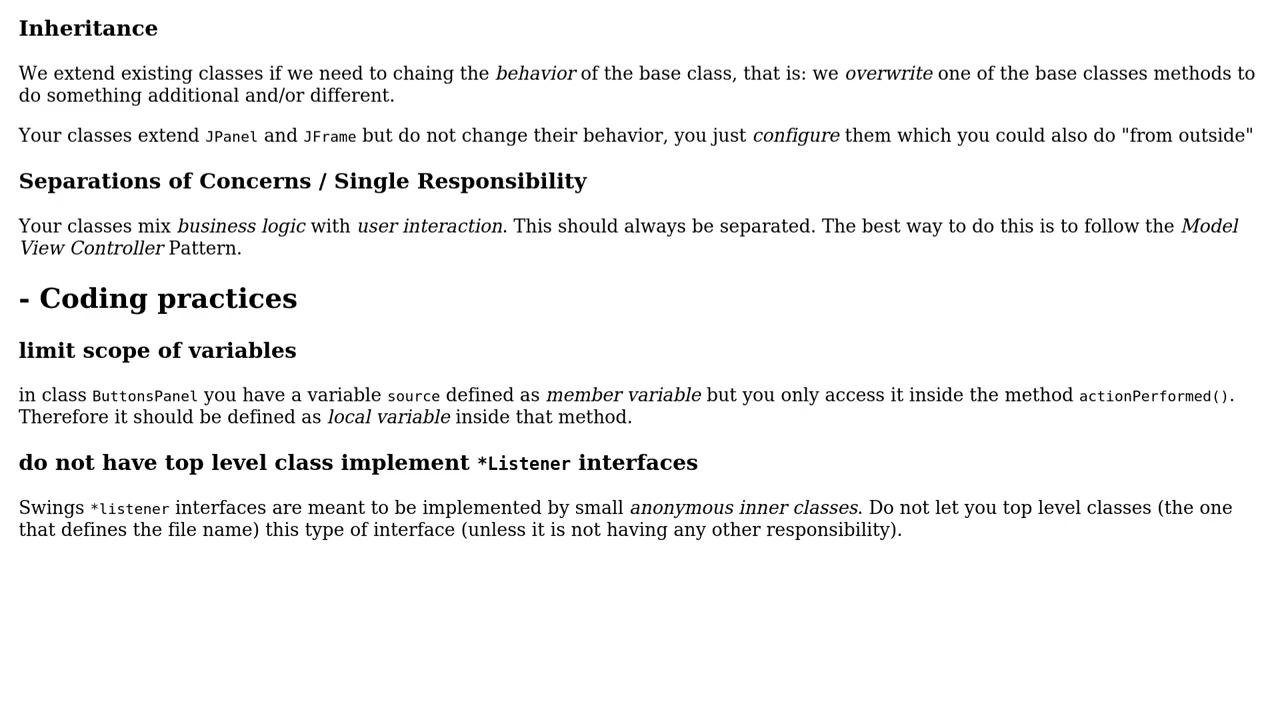 Inheritance
We extend existing classes if we need to chaing the behavior of the base class, that is: we overwrite one of the base classes methods to
do something additional and/or different.
Your classes extend JPanel and JFrame but do not change their behavior, you just configure them which you could also do "from outside"
Separations of Concerns / Single Responsibility
Your classes mix business logic with user interaction. This should always be separated. The best way to do this is to follow the Model
View Controller Pattern.
- Coding practices
limit scope of variables
in class ButtonsPanel you have a variable source defined as member variable but you only access it inside the method actionPerformed().
Therefore it should be defined as local variable inside that method.
do not have top level class implement *Listener interfaces
Swings *listener interfaces are meant to be implemented by small anonymous inner classes. Do not let you top level classes (the one
that defines the file name) this type of interface (unless it is not having any other responsibility).